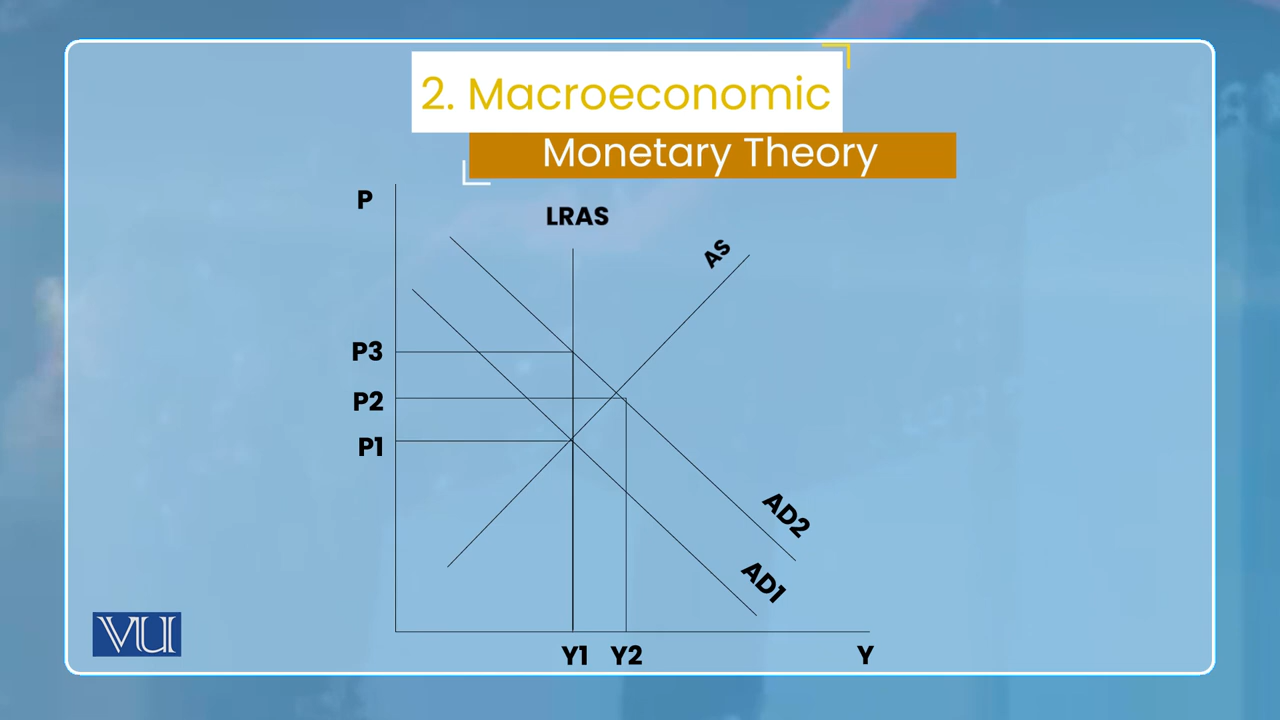 2. Macroeconomic
Monetary Theory
P
LRAS
AS
P3
P2
P1
AD2
AD1
VU
Y1 Y2 Y